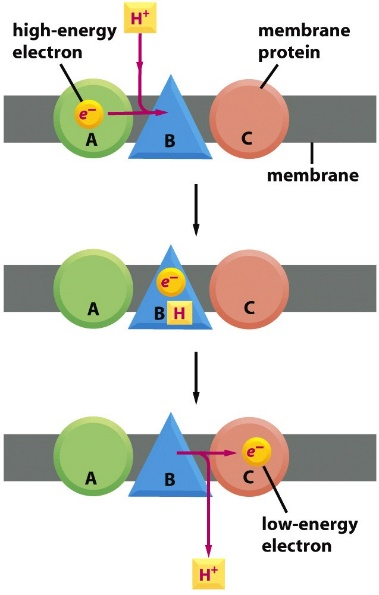 H+
high-energy
electron
membrane
protein
e–
A
B
C
membrane
A
e–
B
H
C
A
B
e–
C
low-energy
electron
H+